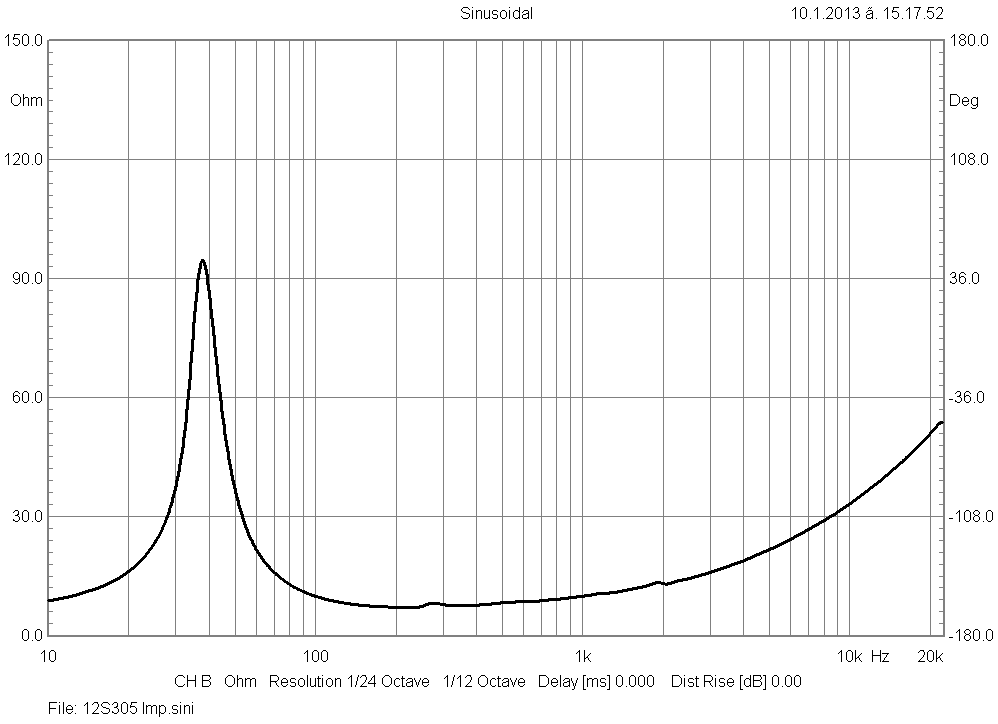 Sinusoidal 10.1.2013 ã. 15.17.52
150.0 180.0
Ohm Deg
120.0 108.0
90.0 36.0
60.0 -36.0
30.0 -108.0
0.0 -180.0
10 100 1k 10k Hz 20k
CH B Ohm Resolution 1/24 Octave 1/12 Octave Delay [ms] 0.000 Dist Rise [dB] 0.00
File: 12S305 Imp.sini